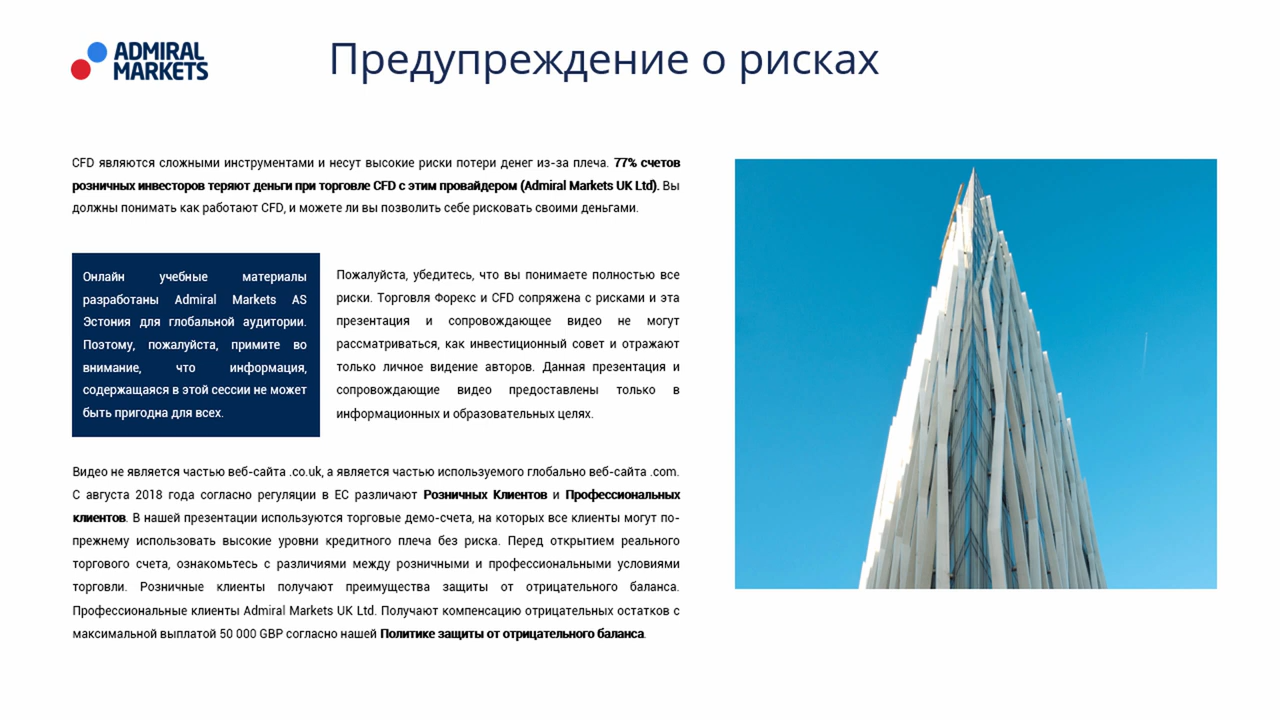 ADMIRAL
MARKETS
Предупреждение о рисках
CFD являются сложными инструментами и несут высокие риски потери денег из-за плеча. 77% счетов
розничных инвесторов теряют деньги при торговле CFD с этим провайдером (Admiral Markets UK Ltd). Вы
должны понимать как работают CFD, и можете ли вы позволить себе рисковать своими деньгами.
Онлайн учебные материалы
разработаны Admiral Markets AS
Эстония для глобальной аудитории.
Поэтому, пожалуйста, примите во
внимание, что информация,
содержащаяся в этой сессии не может
быть пригодна для всех.
Пожалуйста, убедитесь, что вы понимаете полностью все
риски. Торговля Форекс и CFD сопряжена с рисками и эта
презентация и сопровождающее видео не могут
рассматриваться, как инвестиционный совет и отражают
только личное видение авторов. Данная презентация и
сопровождающие видео предоставлены только в
информационных и образовательных целях.
Видео не является частью веб-сайта .co.uk, а является частью используемого глобально веб-сайта .com.
С августа 2018 года согласно регуляции в ЕС различают Розничных Клиентов и Профессиональных
клиентов. В нашей презентации используются торговые демо-счета, на которых все клиенты могут по-
прежнему использовать высокие уровни кредитного плеча без риска. Перед открытием реального
торгового счета, ознакомьтесь с различиями между розничными и профессиональными условиями
торговли. Розничные клиенты получают преимущества защиты от отрицательного баланса.
Профессиональные клиенты Admiral Markets UK Ltd. Получают компенсацию отрицательных остатков с
максимальной выплатой 50 000 GBP согласно нашей Политике защиты от отрицательного баланса.